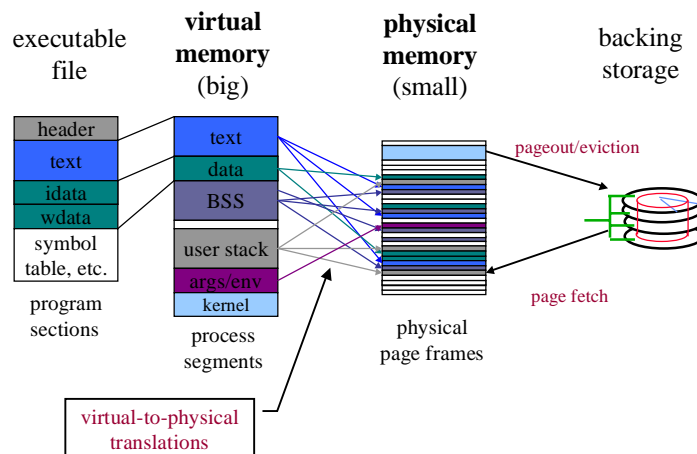 executable
file
virtual
memory
(big)
physical
memory
(small)
backing
storage
header
text
idata
wdata
symbol
table, etc.
program
sections
text
data
BSS
user stack
args/env
kernel
process
segments
physical
page frames
pageout/eviction
page fetch
virtual-to-physical
translations